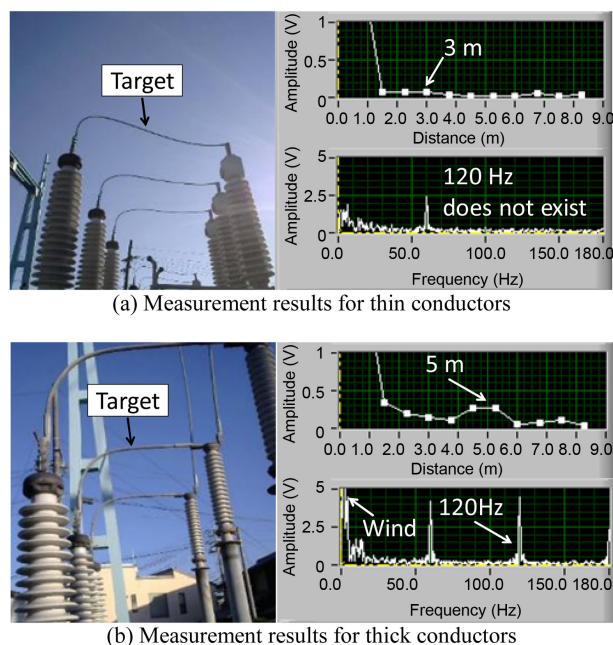 Target
Amplitude (V)
1
0.5
0
3 m
0.0 1.0 2.0 3.0 4.0 5.0 6.0 7.0 8.0 9.0
Distance (m)
Amplitude (V)
5
2.5
0
120 Hz
does not exist
0.0 50.0 100.0 150.0 180.0
Frequency (Hz)
(a) Measurement results for thin conductors
Target
Amplitude (V)
1
0.5
0
5 m
0.0 1.0 2.0 3.0 4.0 5.0 6.0 7.0 8.0 9.0
Distance (m)
Amplitude (V)
5
2.5
0
Wind
120Hz
0.0 50.0 100.0 150.0 180.0
Frequency (Hz)
(b) Measurement results for thick conductors